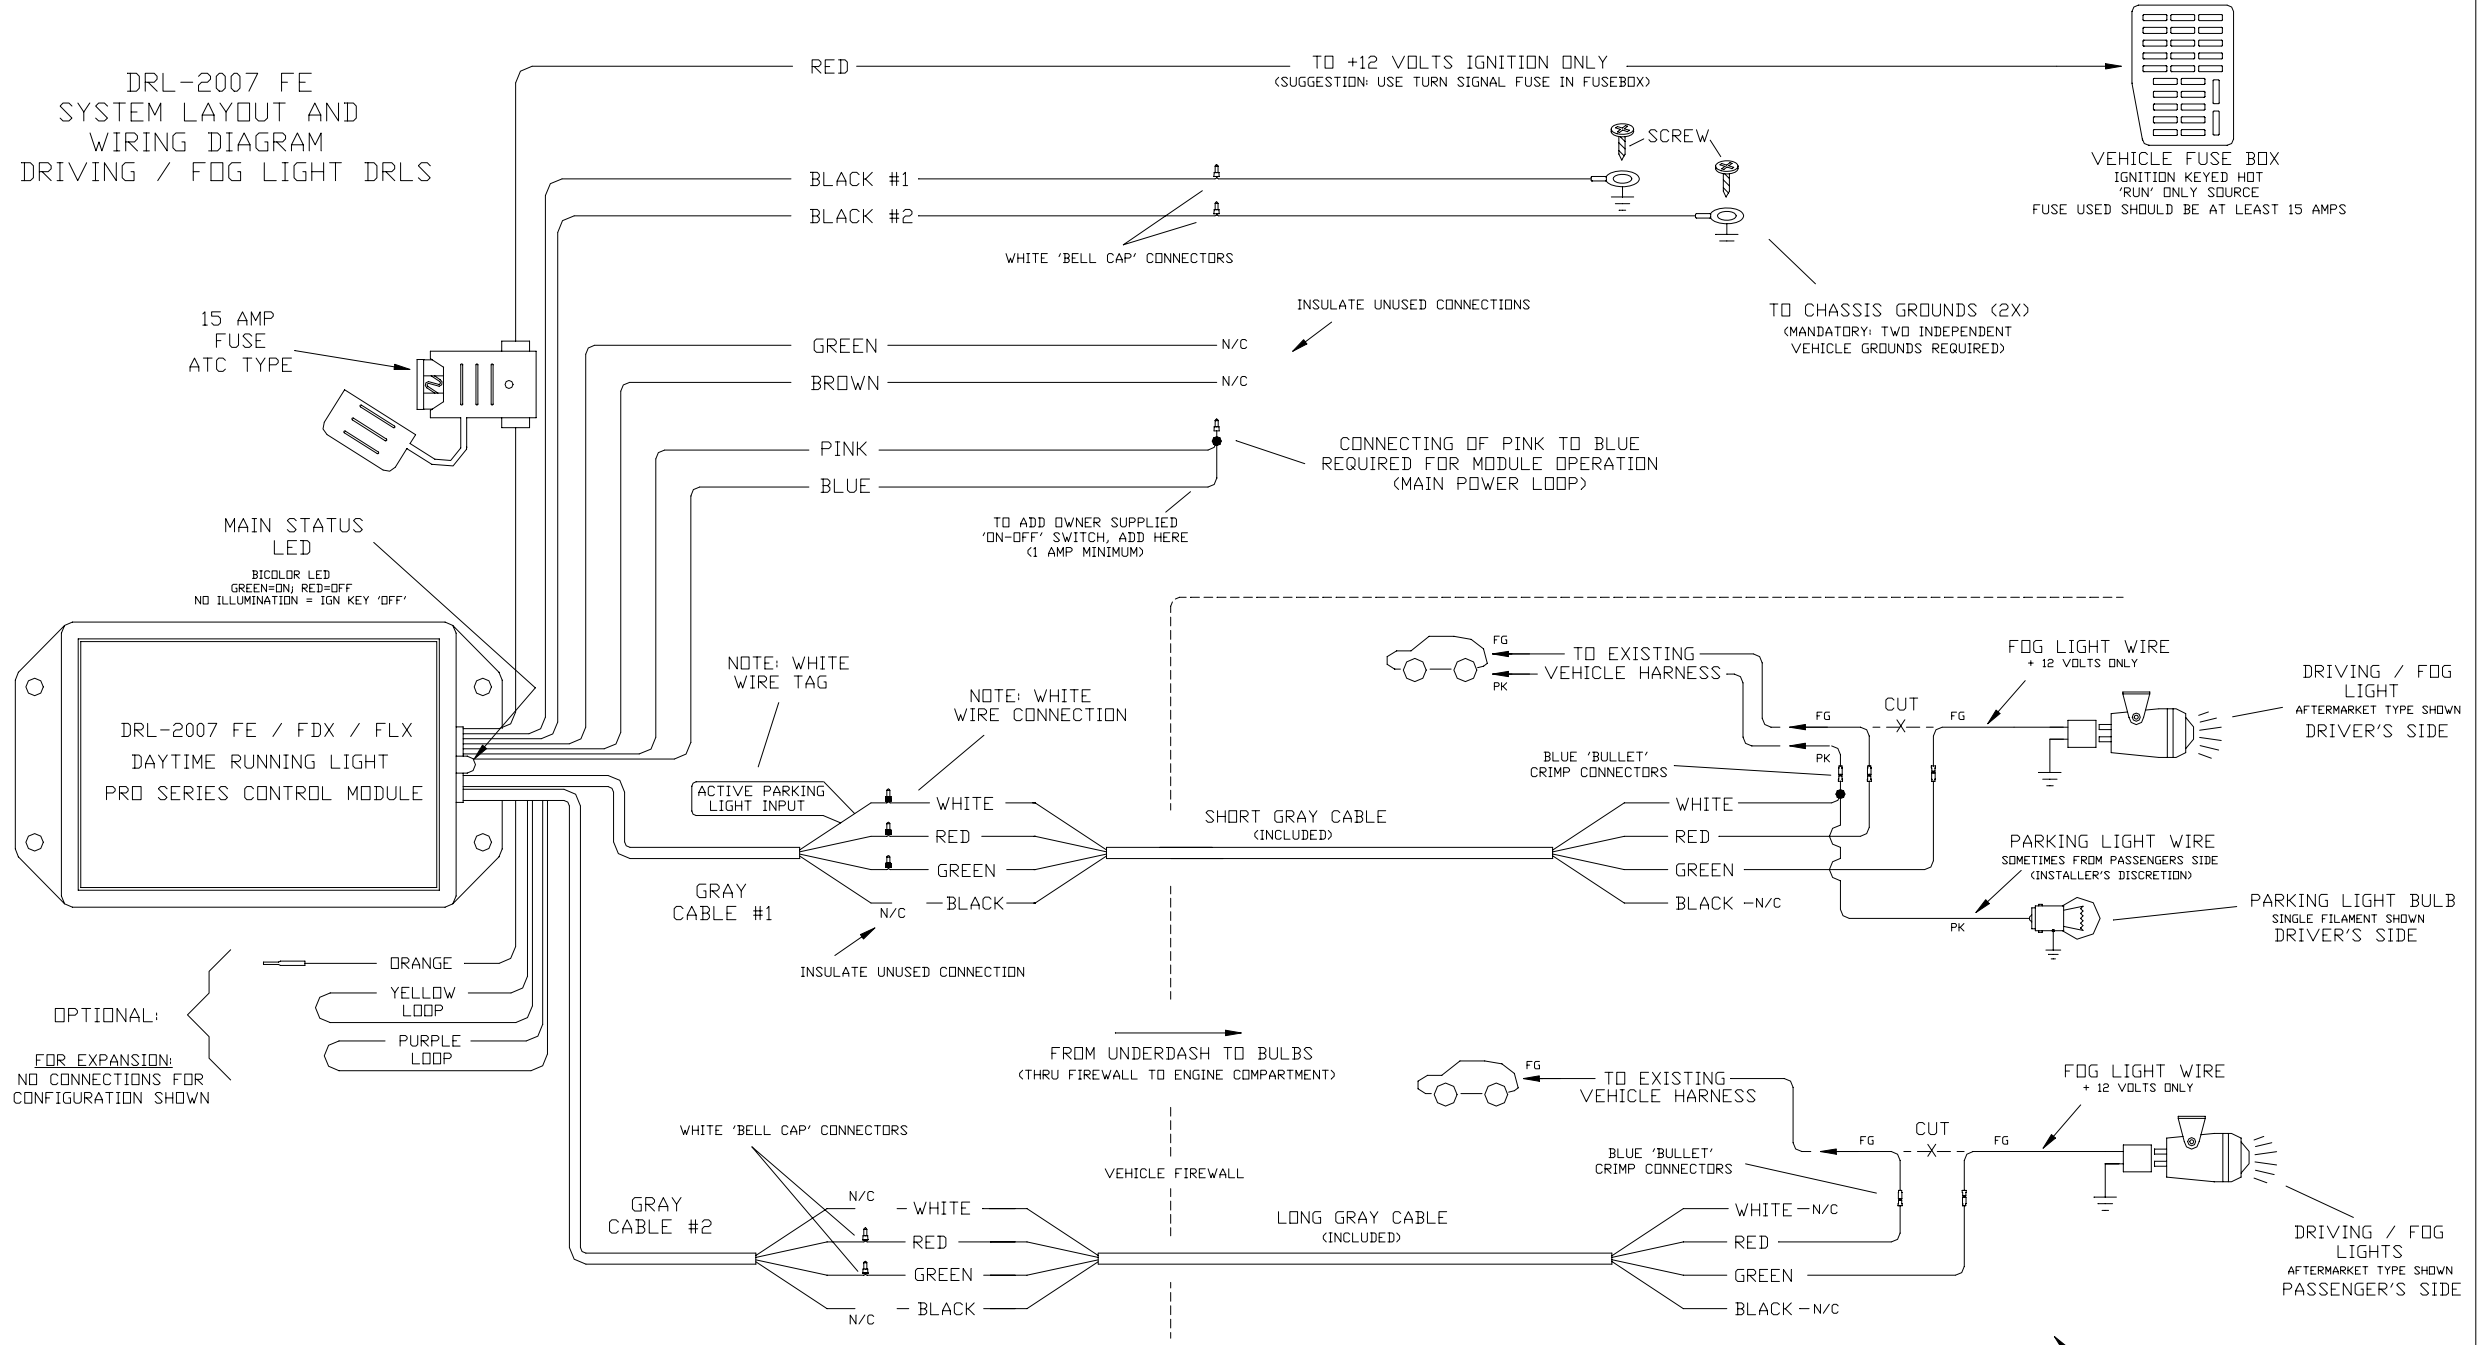 DRL-2007 FE
SYSTEM LAYOUT AND
WIRING DIAGRAM
DRIVING / FOG LIGHT DRLS
RED
TO +12 VOLTS IGNITION ONLY
(SUGGESTION: USE TURN SIGNAL FUSE IN FUSEBOX)
VEHICLE FUSE BOX
IGNITION KEYED HOT
'RUN' ONLY SOURCE
FUSE USED SHOULD BE AT LEAST 15 AMPS
SCREW
BLACK #1
BLACK #2
WHITE 'BELL CAP' CONNECTORS
TO CHASSIS GROUNDS (2X)
(MANDATORY: TWO INDEPENDENT
VEHICLE GROUNDS REQUIRED)
INSULATE UNUSED CONNECTIONS
15 AMP
FUSE
ATC TYPE
GREEN
N/C
BROWN
N/C
PINK
BLUE
CONNECTING OF PINK TO BLUE
REQUIRED FOR MODULE OPERATION
(MAIN POWER LOOP)
TO ADD OWNER SUPPLIED
'ON-OFF' SWITCH, ADD HERE
(1 AMP MINIMUM)
MAIN STATUS
LED
BICOLOR LED
GREEN=ON; RED=OFF
NO ILLUMINATION = IGN KEY 'OFF'
DRL-2007 FE / FDX / FLX
DAYTIME RUNNING LIGHT
PRO SERIES CONTROL MODULE
NOTE: WHITE
WIRE TAG
NOTE: WHITE
WIRE CONNECTION
ACTIVE PARKING
LIGHT INPUT
WHITE
RED
GREEN
BLACK
N/C
GRAY
CABLE #1
INSULATE UNUSED CONNECTION
SHORT GRAY CABLE
(INCLUDED)
FG
PK
TO EXISTING
VEHICLE HARNESS
FG
CUT
X
FG
PK
BLUE 'BULLET'
CRIMP CONNECTORS
FOG LIGHT WIRE
+ 12 VOLTS ONLY
DRIVING / FOG
LIGHT
AFTERMARKET TYPE SHOWN
DRIVER'S SIDE
WHITE
RED
GREEN
BLACK
N/C
PARKING LIGHT WIRE
SOMETIMES FROM PASSENGERS SIDE
(INSTALLER'S DISCRETION)
PK
PARKING LIGHT BULB
SINGLE FILAMENT SHOWN
DRIVER'S SIDE
ORANGE
YELLOW
LOOP
PURPLE
LOOP
OPTIONAL:
FOR EXPANSION:
NO CONNECTIONS FOR
CONFIGURATION SHOWN
FROM UNDERDASH TO BULBS
(THRU FIREWALL TO ENGINE COMPARTMENT)
VEHICLE FIREWALL
WHITE 'BELL CAP' CONNECTORS
GRAY
CABLE #2
N/C
WHITE
RED
GREEN
BLACK
N/C
LONG GRAY CABLE
(INCLUDED)
FG
TO EXISTING
VEHICLE HARNESS
FG
CUT
X
FG
BLUE 'BULLET'
CRIMP CONNECTORS
FOG LIGHT WIRE
+ 12 VOLTS ONLY
WHITE
N/C
RED
GREEN
BLACK
N/C
DRIVING / FOG
LIGHTS
AFTERMARKET TYPE SHOWN
PASSENGER'S SIDE